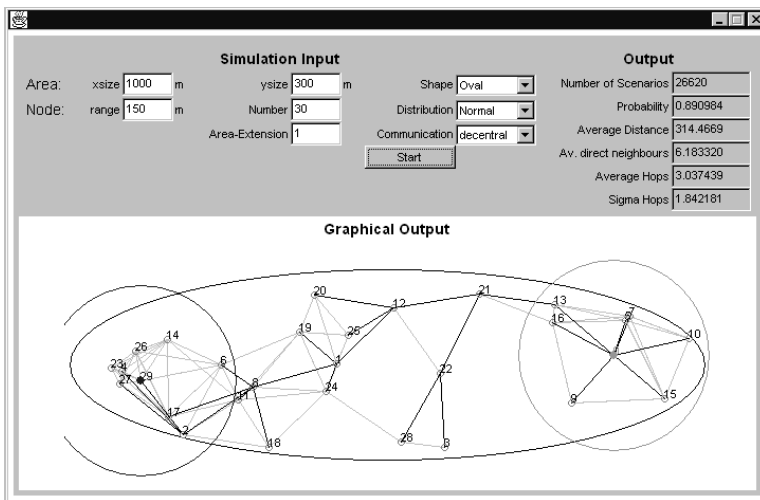 Simulation Input
Output
Area: xsize 1000 m ysize 300 m Shape Oval
Number of Scenarios 26620
Node: range 150 m Number 30 Distribution Normal
Probability 0.890984
Area-Extension 1 Communication decentral
Average Distance 314.4669
Start
Av. direct neighbours 6.183320
Average Hops 3.037439
Sigma Hops 1.842181
Graphical Output
20 21
12 13 7
16
19 25 10
14
26
6 1
23 4
27 29 8 22
24
11 9 15
17
2
18 28 3